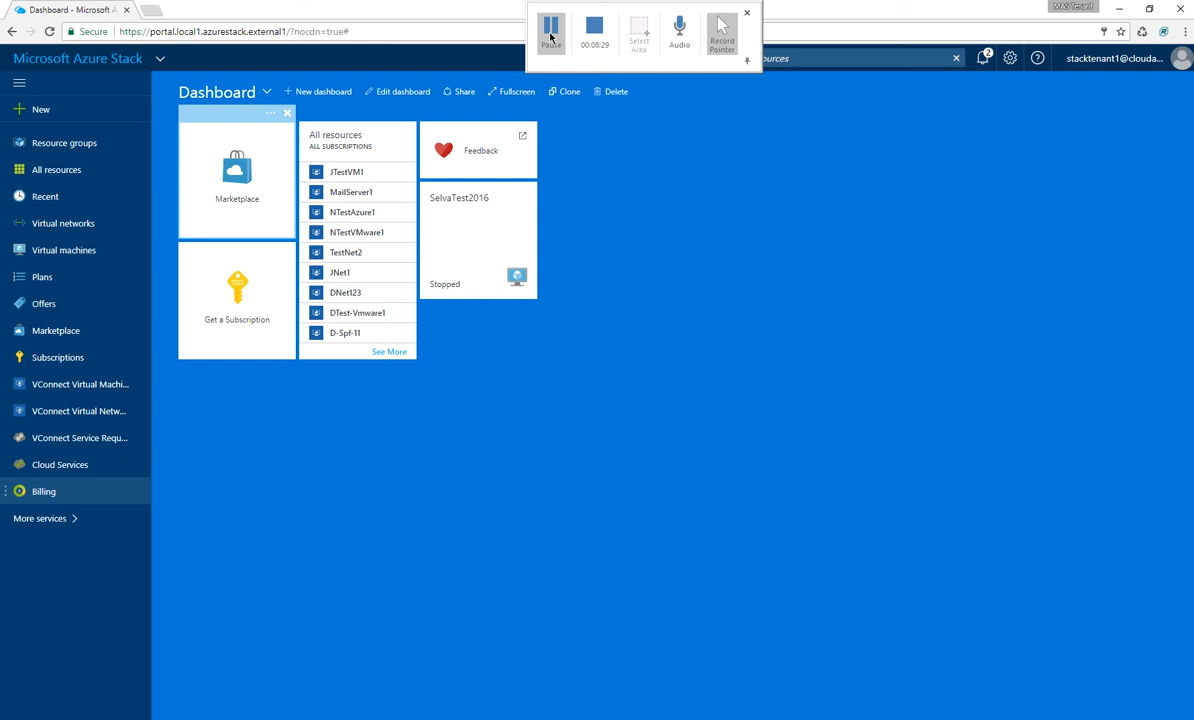 Dashboard - Microsoft A
MAS Tenant
Secure
https://portal.local1.azurestack.external1/?nocdn=true#
Pause
00:08:29
Select
Area
Audio
Record
Pointer
Microsoft Azure Stack
ources
2
stacktenant1@clouda...
New
Resource groups
All resources
Recent
Virtual networks
Virtual machines
Plans
Offers
Marketplace
Subscriptions
VConnect Virtual Machi...
VConnect Virtual Netw...
VConnect Service Requ...
Cloud Services
Billing
More services
Dashboard
New dashboard
Edit dashboard
Share
Fullscreen
Clone
Delete
Marketplace
Get a Subscription
All resources
ALL SUBSCRIPTIONS
JTestVM1
MailServer1
NTestAzure1
NTestVMware1
TestNet2
JNet1
DNet123
DTest-Vmware1
D-Spf-11
See More
Feedback
SelvaTest2016
Stopped